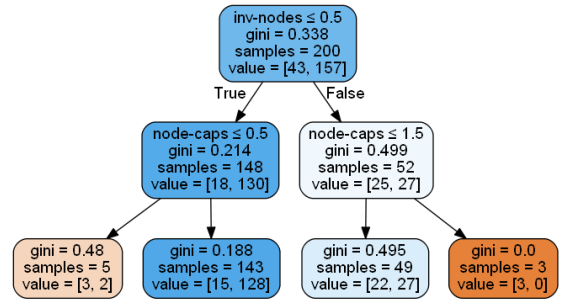 inv-nodes ≤ 0.5
gini = 0.338
samples = 200
value = [43, 157]
True
False
node-caps ≤ 0.5
gini = 0.214
samples = 148
value = [18, 130]
node-caps ≤ 1.5
gini = 0.499
samples = 52
value = [25, 27]
gini = 0.48
samples = 5
value = [3, 2]
gini = 0.188
samples = 143
value = [15, 128]
gini = 0.495
samples = 49
value = [22, 27]
gini = 0.0
samples = 3
value = [3, 0]